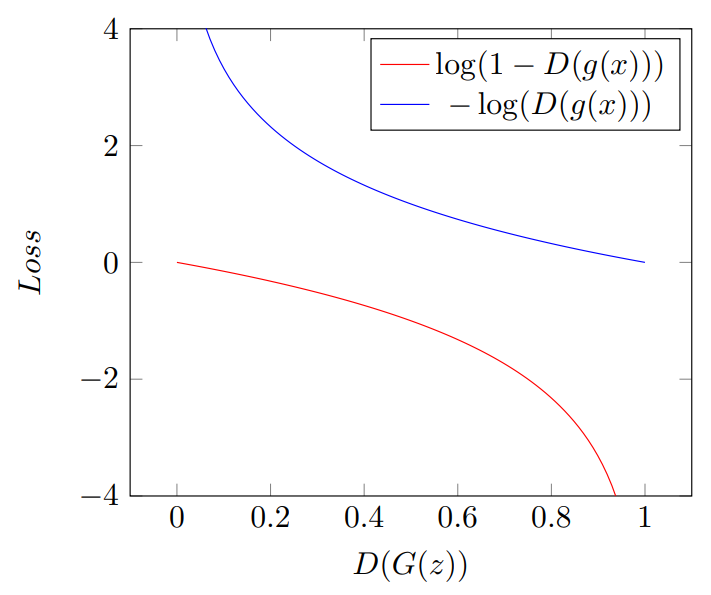 4
2
0
−2
−4
Loss
log(1 − D(g(x)))
− log(D(g(x)))
0 0.2 0.4 0.6 0.8 1
D(G(z))